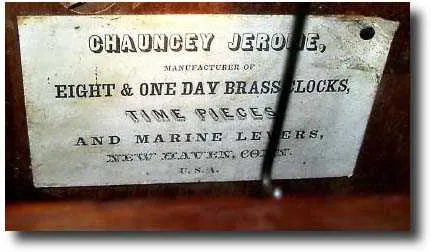 CHAUNCEY JEROME,
MANUFACTURER OF
EIGHT & ONE DAY BRASS CLOCKS,
TIME PIECES
AND MARINE LEVERS,
NEW HAVEN, CONN.
U.S.A.